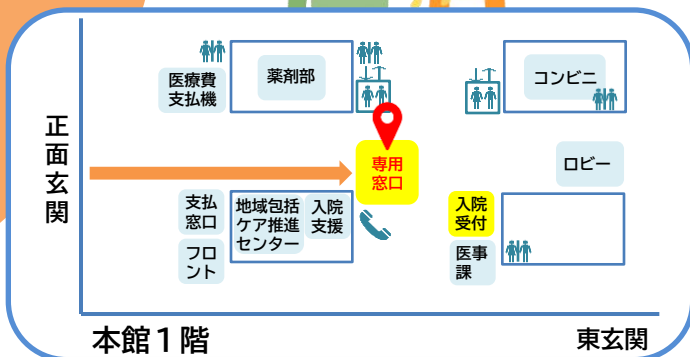 医療費
支払機
薬剤部
コンビニ
正面玄関
専用
窓口
ロビー
支払
窓口
地域包括
ケア推進
センター
入院
支援
入院
受付
フロ
ント
医事
課
本館１階
東玄関